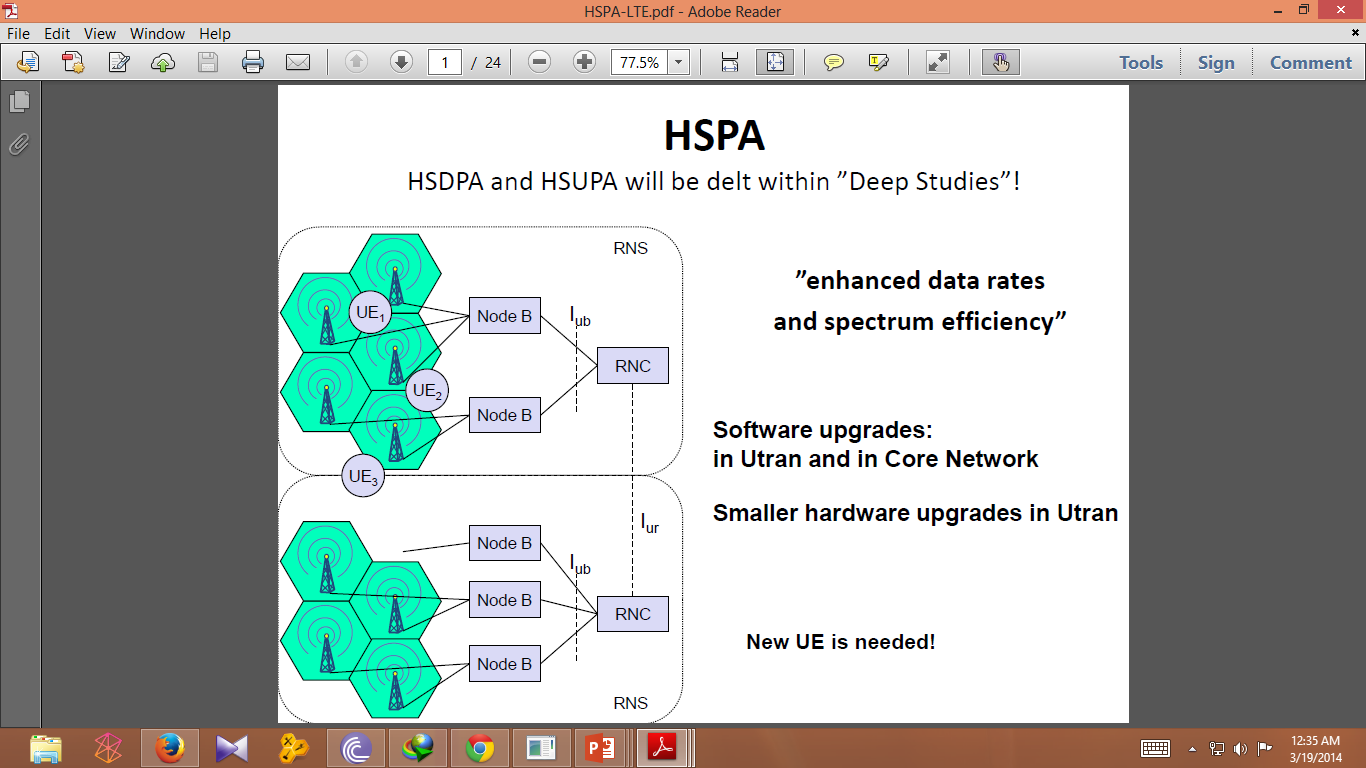 HSPA-LTE.pdf - Adobe Reader
File Edit View Window Help
1 / 24 77.5% Tools Sign Comment
HSPA
HSDPA and HSUPA will be delt within ”Deep Studies”!
RNS
UE1
Node B
Iub
RNC
UE2
Node B
UE3
Iur
Node B
Iub
Node B
RNC
Node B
RNS
”enhanced data rates
and spectrum efficiency”
Software upgrades:
in Utran and in Core Network
Smaller hardware upgrades in Utran
New UE is needed!
12:35 AM
3/19/2014